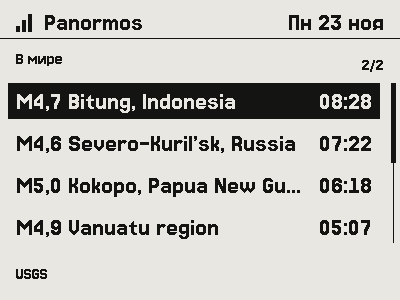 Panormos Пн 23 ноя
В мире 2/2
M4,7 Bitung, Indonesia 08:28
M4,6 Severo-Kuril'sk, Russia 07:22
M5,0 Kokopo, Papua New Gu... 06:18
M4,9 Vanuatu region 05:07
USGS